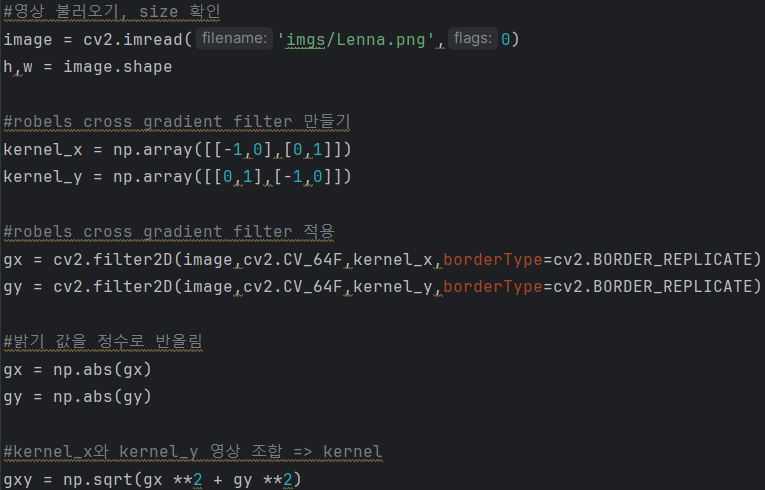 #영상 불러오기, size 확인
image = cv2.imread( filename: 'imgs/Lenna.png', flags: 0)
h,w = image.shape
#robels cross gradient filter 만들기
kernel_x = np.array([[-1,0],[0,1]])
kernel_y = np.array([[0,1],[-1,0]])
#robels cross gradient filter 적용
gx = cv2.filter2D(image,cv2.CV_64F,kernel_x,borderType=cv2.BORDER_REPLICATE)
gy = cv2.filter2D(image,cv2.CV_64F,kernel_y,borderType=cv2.BORDER_REPLICATE)
#밝기 값을 정수로 반올림
gx = np.abs(gx)
gy = np.abs(gy)
#kernel_x와 kernel_y 영상 조합 => kernel
gxy = np.sqrt(gx **2 + gy **2)